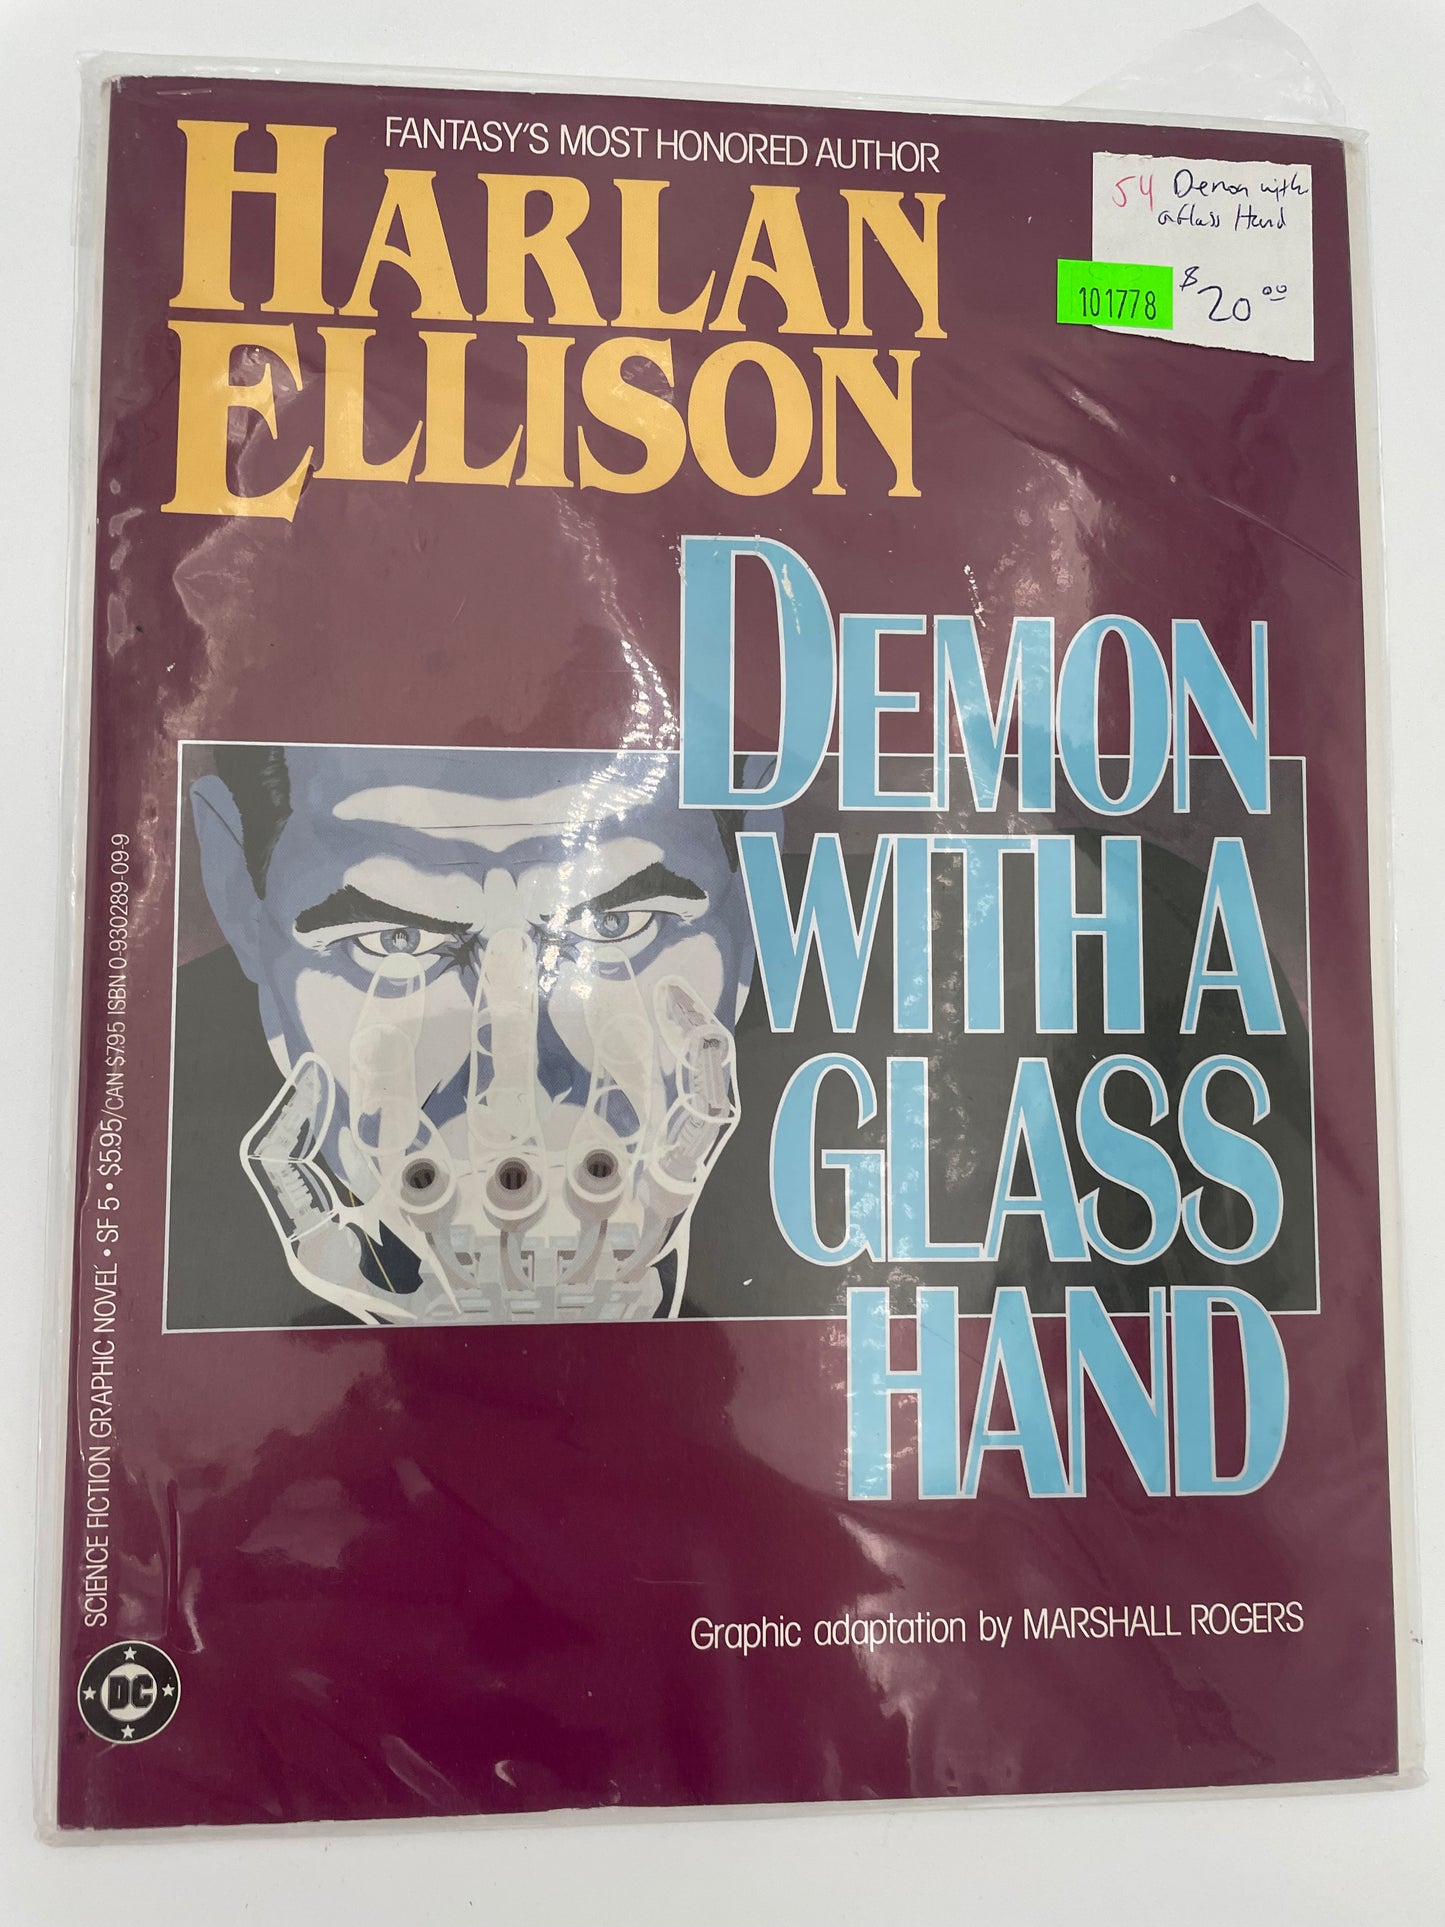 FANTASY'S MOST HONORED AUTHOR
HARLAN
ELLISON
54 Demon with
a Glass Hand
$20.00
101778
DEMON
WITH A
GLASS
HAND
SCIENCE FICTION GRAPHIC NOVEL • SF 5 • $5.95/CAN $7.95 ISBN 0-930289-09-9
Graphic adaptation by MARSHALL ROGERS
DC